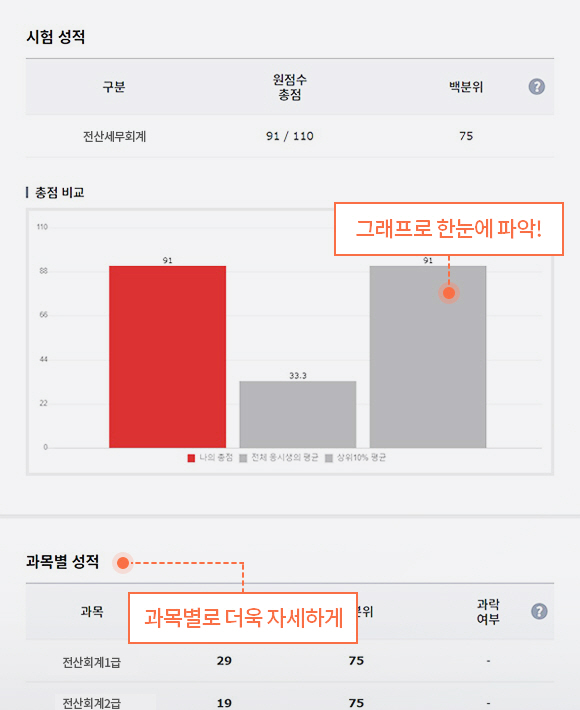 시험 성적
구분
원점수
총점
백분위
?
전산세무회계
91 / 110
75
총점 비교
그래프로 한눈에 파악!
110
88
66
44
22
0
91
33.3
91
나의 총점
전체 응시생의 평균
상위10% 평균
과목별 성적
과목별로 더욱 자세하게
과목
분위
과락
여부
?
전산회계1급
29
75
-
전산회계2급
19
75
-